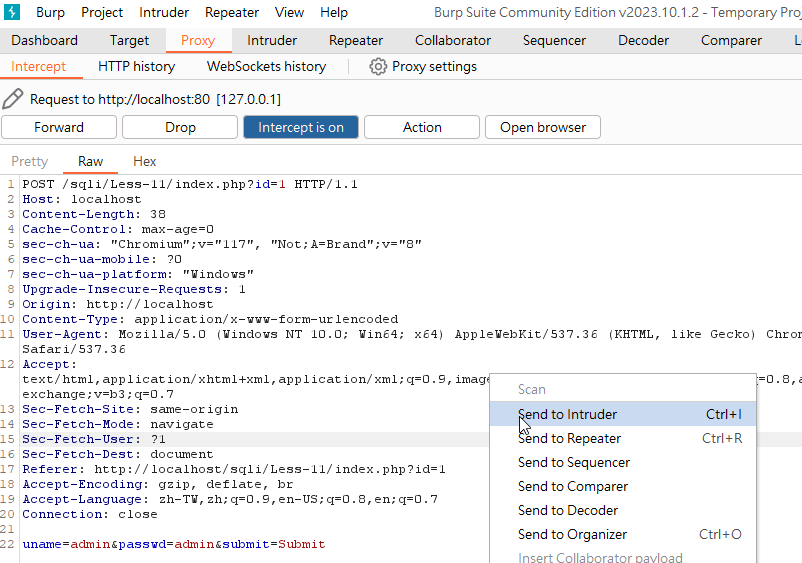 Burp Project Intruder Repeater View Help Burp Suite Community Edition v2023.10.1.2 - Temporary Proj
Dashboard Target Proxy Intruder Repeater Collaborator Sequencer Decoder Comparer
Intercept HTTP history WebSockets history Proxy settings
Request to http://localhost:80 [127.0.0.1]
Forward Drop Intercept is on Action Open browser
Pretty Raw Hex
1 POST /sqli/Less-11/index.php?id=1 HTTP/1.1
2 Host: localhost
3 Content-Length: 38
4 Cache-Control: max-age=0
5 sec-ch-ua: "Chromium";v="117", "Not;A=Brand";v="8"
6 sec-ch-ua-mobile: ?0
7 sec-ch-ua-platform: "Windows"
8 Upgrade-Insecure-Requests: 1
9 Origin: http://localhost
10 Content-Type: application/x-www-form-urlencoded
11 User-Agent: Mozilla/5.0 (Windows NT 10.0; Win64; x64) AppleWebKit/537.36 (KHTML, like Gecko) Chrom
Safari/537.36
12 Accept:
text/html,application/xhtml+xml,application/xml;q=0.9,imag =0.8,a
exchange;v=b3;q=0.7
13 Sec-Fetch-Site: same-origin
14 Sec-Fetch-Mode: navigate
15 Sec-Fetch-User: ?1
16 Sec-Fetch-Dest: document
17 Referer: http://localhost/sqli/Less-11/index.php?id=1
18 Accept-Encoding: gzip, deflate, br
19 Accept-Language: zh-TW,zh;q=0.9,en-US;q=0.8,en;q=0.7
20 Connection: close
21
22 uname=admin&passwd=admin&submit=Submit
Scan
Send to Intruder Ctrl+I
Send to Repeater Ctrl+R
Send to Sequencer
Send to Comparer
Send to Decoder
Send to Organizer Ctrl+O
Insert Collaborator payload